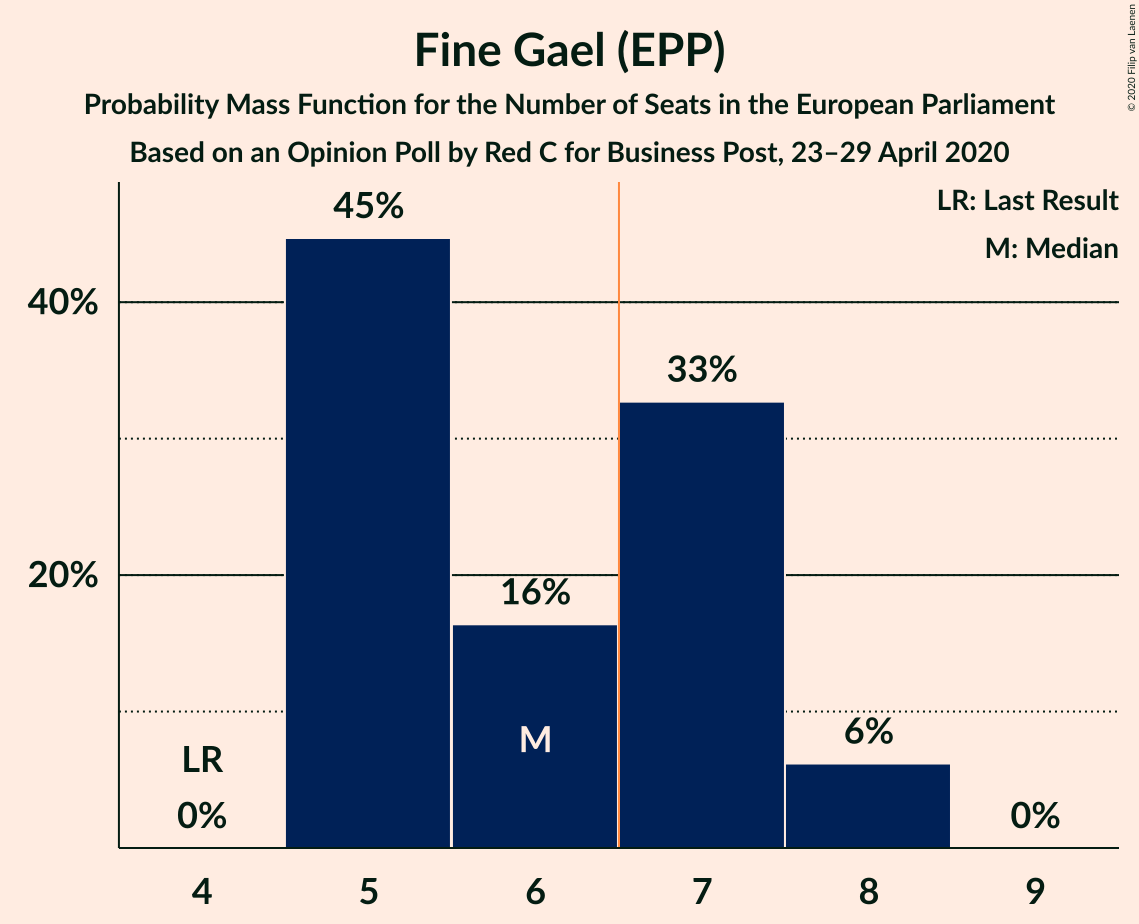 Fine Gael (EPP)
Probability Mass Function for the Number of Seats in the European Parliament
Based on an Opinion Poll by Red C for Business Post, 23–29 April 2020
© 2020 Filip van Laenen
LR: Last Result
M: Median
45%
40%
33%
20%
16%
M
6%
LR
0%
0%
4 5 6 7 8 9